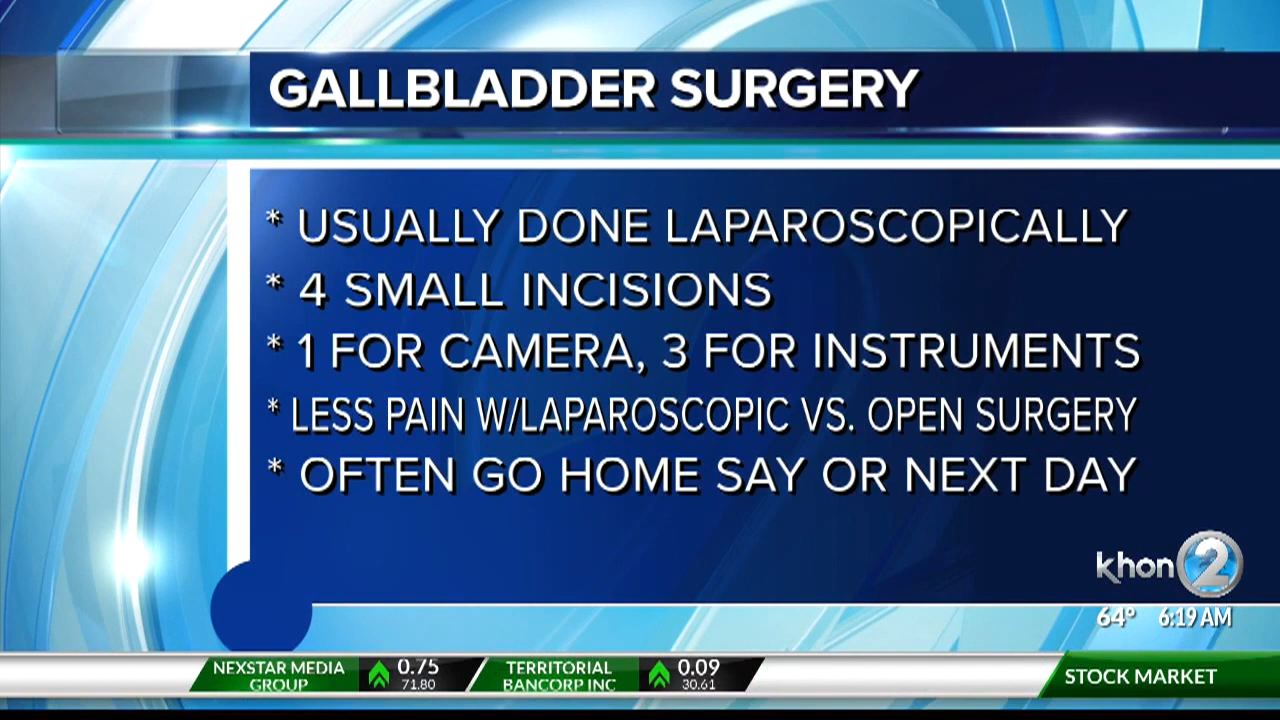 GALLBLADDER SURGERY
* USUALLY DONE LAPAROSCOPICALLY
* 4 SMALL INCISIONS
* 1 FOR CAMERA, 3 FOR INSTRUMENTS
* LESS PAIN W/LAPAROSCOPIC VS. OPEN SURGERY
* OFTEN GO HOME SAY OR NEXT DAY
khon 2
64° 6:19 AM
NEXSTAR MEDIA GROUP 0.75 71.80
TERRITORIAL BANCORP INC 0.09 30.61
STOCK MARKET